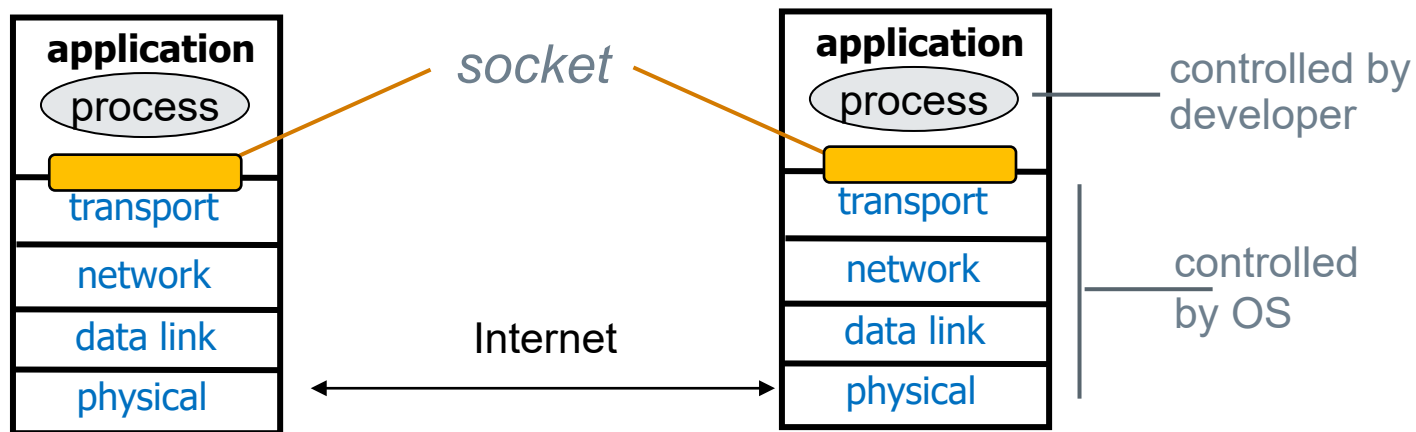 application
process
transport
network
data link
physical
socket
Internet
application
process
transport
network
data link
physical
controlled by
developer
controlled
by OS